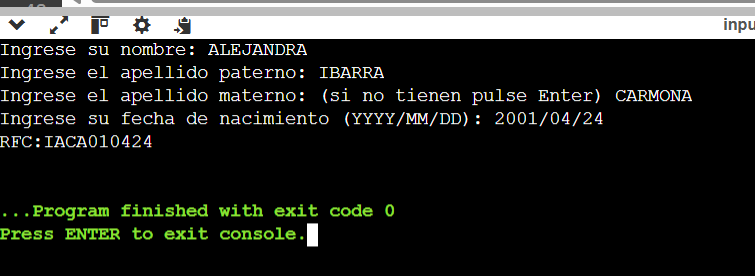 inpu
Ingrese su nombre: ALEJANDRA
Ingrese el apellido paterno: IBARRA
Ingrese el apellido materno: (si no tienen pulse Enter) CARMONA
Ingrese su fecha de nacimiento (YYYY/MM/DD): 2001/04/24
RFC:IACA010424
...Program finished with exit code 0
Press ENTER to exit console.